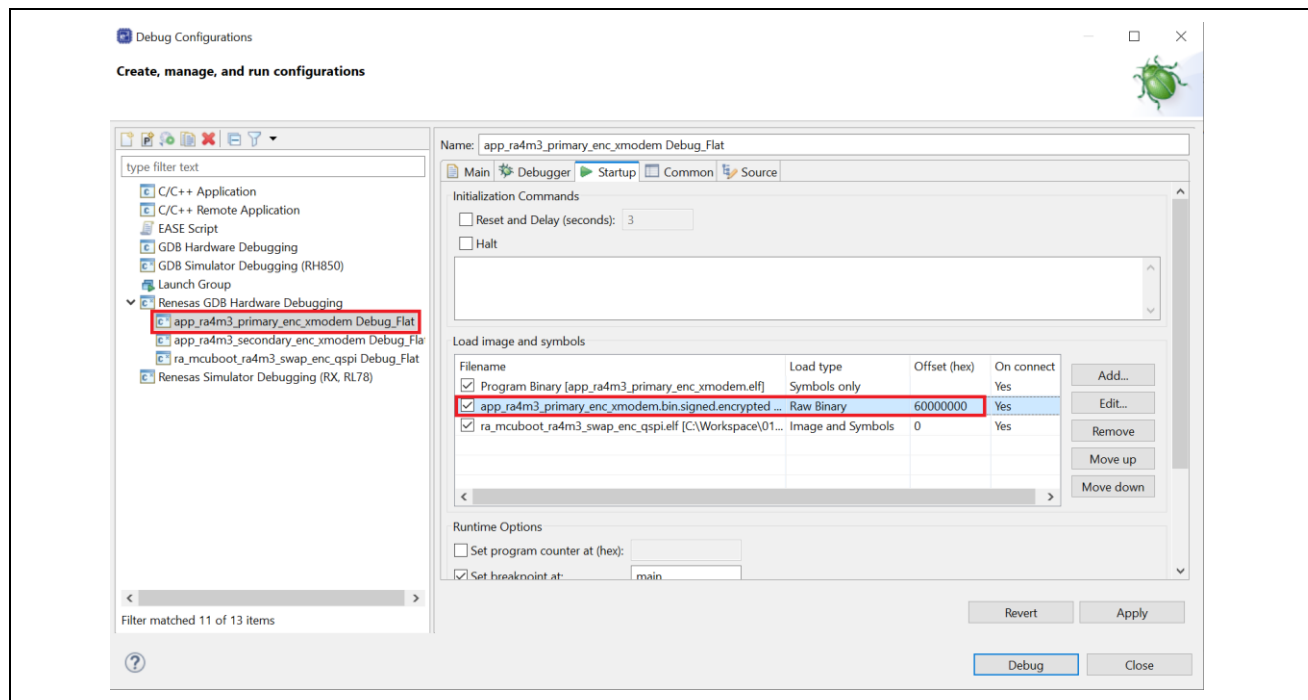 Debug Configurations
Create, manage, and run configurations
type filter text
C/C++ Application
C/C++ Remote Application
EASE Script
GDB Hardware Debugging
GDB Simulator Debugging (RH850)
Launch Group
Renesas GDB Hardware Debugging
app_ra4m3_primary_enc_xmodem Debug_Flat
app_ra4m3_secondary_enc_xmodem Debug_Fla
ra_mcuboot_ra4m3_swap_enc_qspi Debug_Flat
Renesas Simulator Debugging (RX, RL78)
Filter matched 11 of 13 items
Name: app_ra4m3_primary_enc_xmodem Debug_Flat
Main Debugger Startup Common Source
Initialization Commands
Reset and Delay (seconds): 3
Halt
Load image and symbols
Filename Load type Offset (hex) On connect
Program Binary [app_ra4m3_primary_enc_xmodem.elf] Symbols only Yes
app_ra4m3_primary_enc_xmodem.bin.signed.encrypted ... Raw Binary 60000000 Yes
ra_mcuboot_ra4m3_swap_enc_qspi.elf [C:\Workspace\01... Image and Symbols 0 Yes
Add...
Edit...
Remove
Move up
Move down
Runtime Options
Set program counter at (hex):
Set breakpoint at: main
Revert Apply
Debug Close